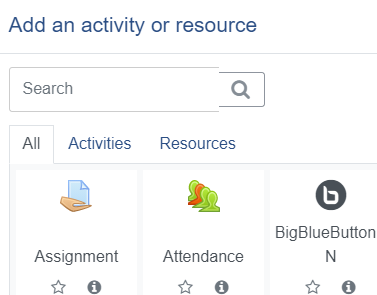 Add an activity or resource
Search
All Activities Resources
Assignment Attendance BigBlueButton
N